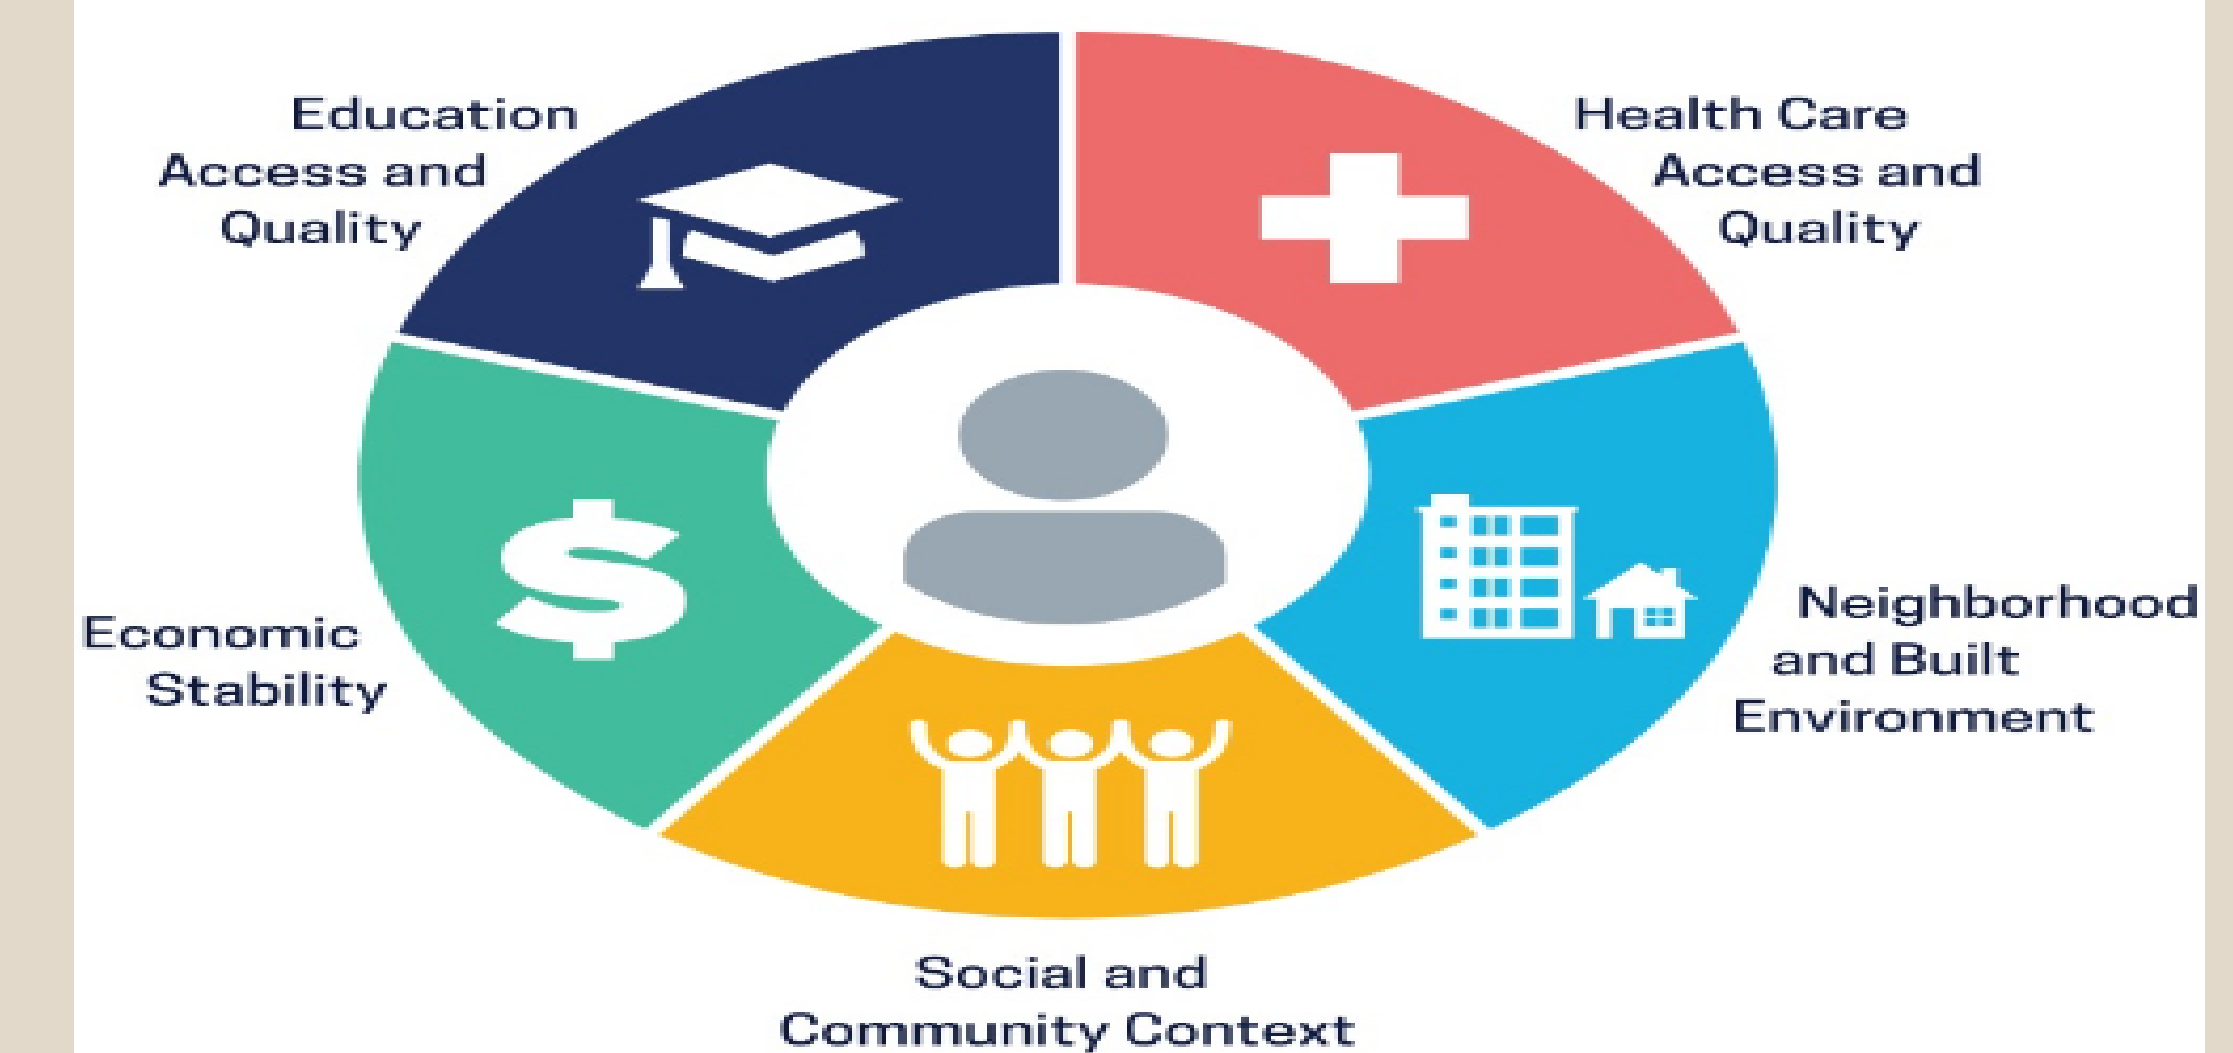 Education
Access and
Quality
Health Care
Access and
Quality
Economic
Stability
Neighborhood
and Built
Environment
Social and
Community Context